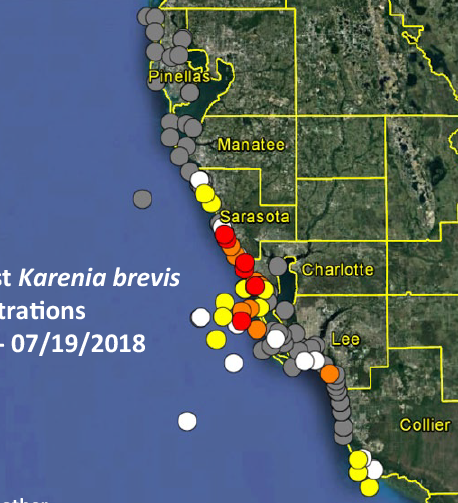 Pinellas
Manatee
Sarasota
st Karenia brevis
Charlotte
trations
- 07/19/2018
Lee
Collier